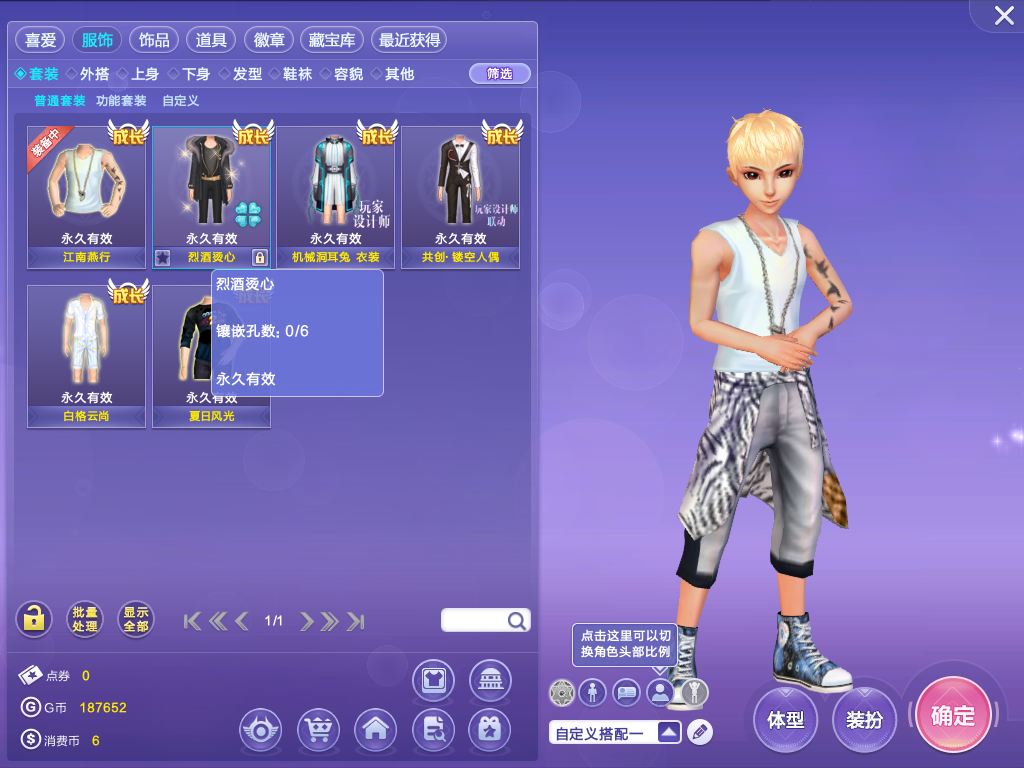 喜爱 服饰 饰品 道具 徽章 藏宝库 最近获得
套装 外搭 上身 下身 发型 鞋袜 容貌 其他 筛选
普通套装 功能套装 自定义
装备中 成长 成长 成长 成长
玩家
设计师
玩家设计师
联动
永久有效 永久有效 永久有效 永久有效
江南燕行 烈酒烫心 机械洞耳兔 衣装 共创·镂空人偶
成长
烈酒烫心
镶嵌孔数: 0/6
永久有效
永久有效 永久有效
白格云尚 夏日风光
批量
处理
显示
全部
1/1
点击这里可以切
换角色头部比例
点券 0
G币 187652
消费币 6
自定义搭配一
体型 装扮 确定